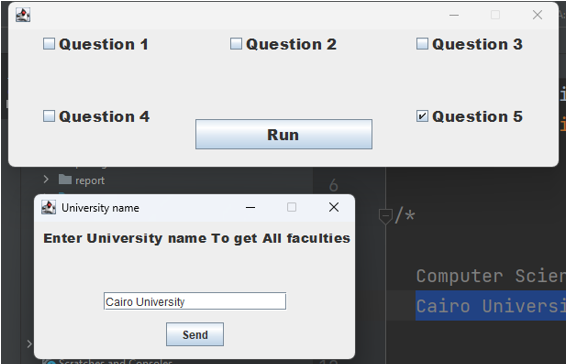 Question 1
Question 2
Question 3
Question 4
Question 5
Run
report
6
/*
University name
Enter University name To get All faculties
Computer Scien
Cairo University
Cairo Universi
Send
Scratches and Consoles